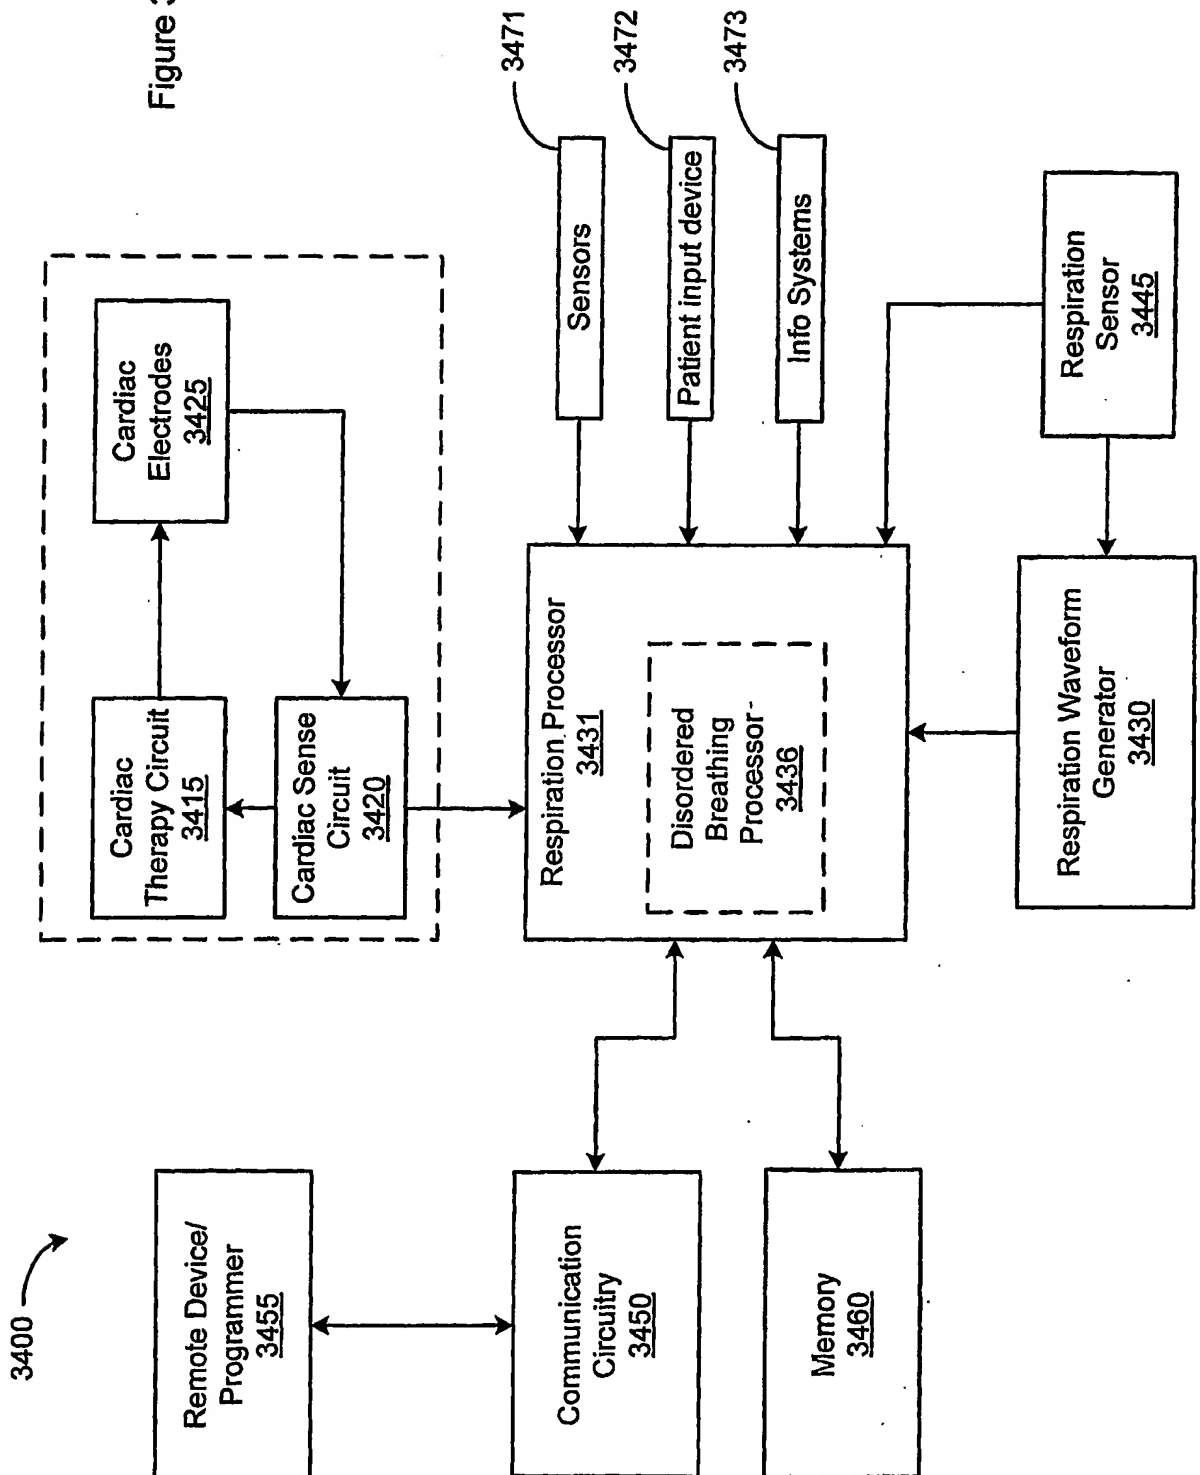 3400
Figure 3
Remote Device/
Programmer
3455
Communication
Circuitry
3450
Memory
3460
Cardiac
Therapy Circuit
3415
Cardiac Sense
Circuit
3420
Cardiac
Electrodes
3425
Respiration Processor
3431
Disordered
Breathing
Processor-
3436
Sensors
3471
Patient input device
3472
Info Systems
3473
Respiration Waveform
Generator
3430
Respiration
Sensor
3445